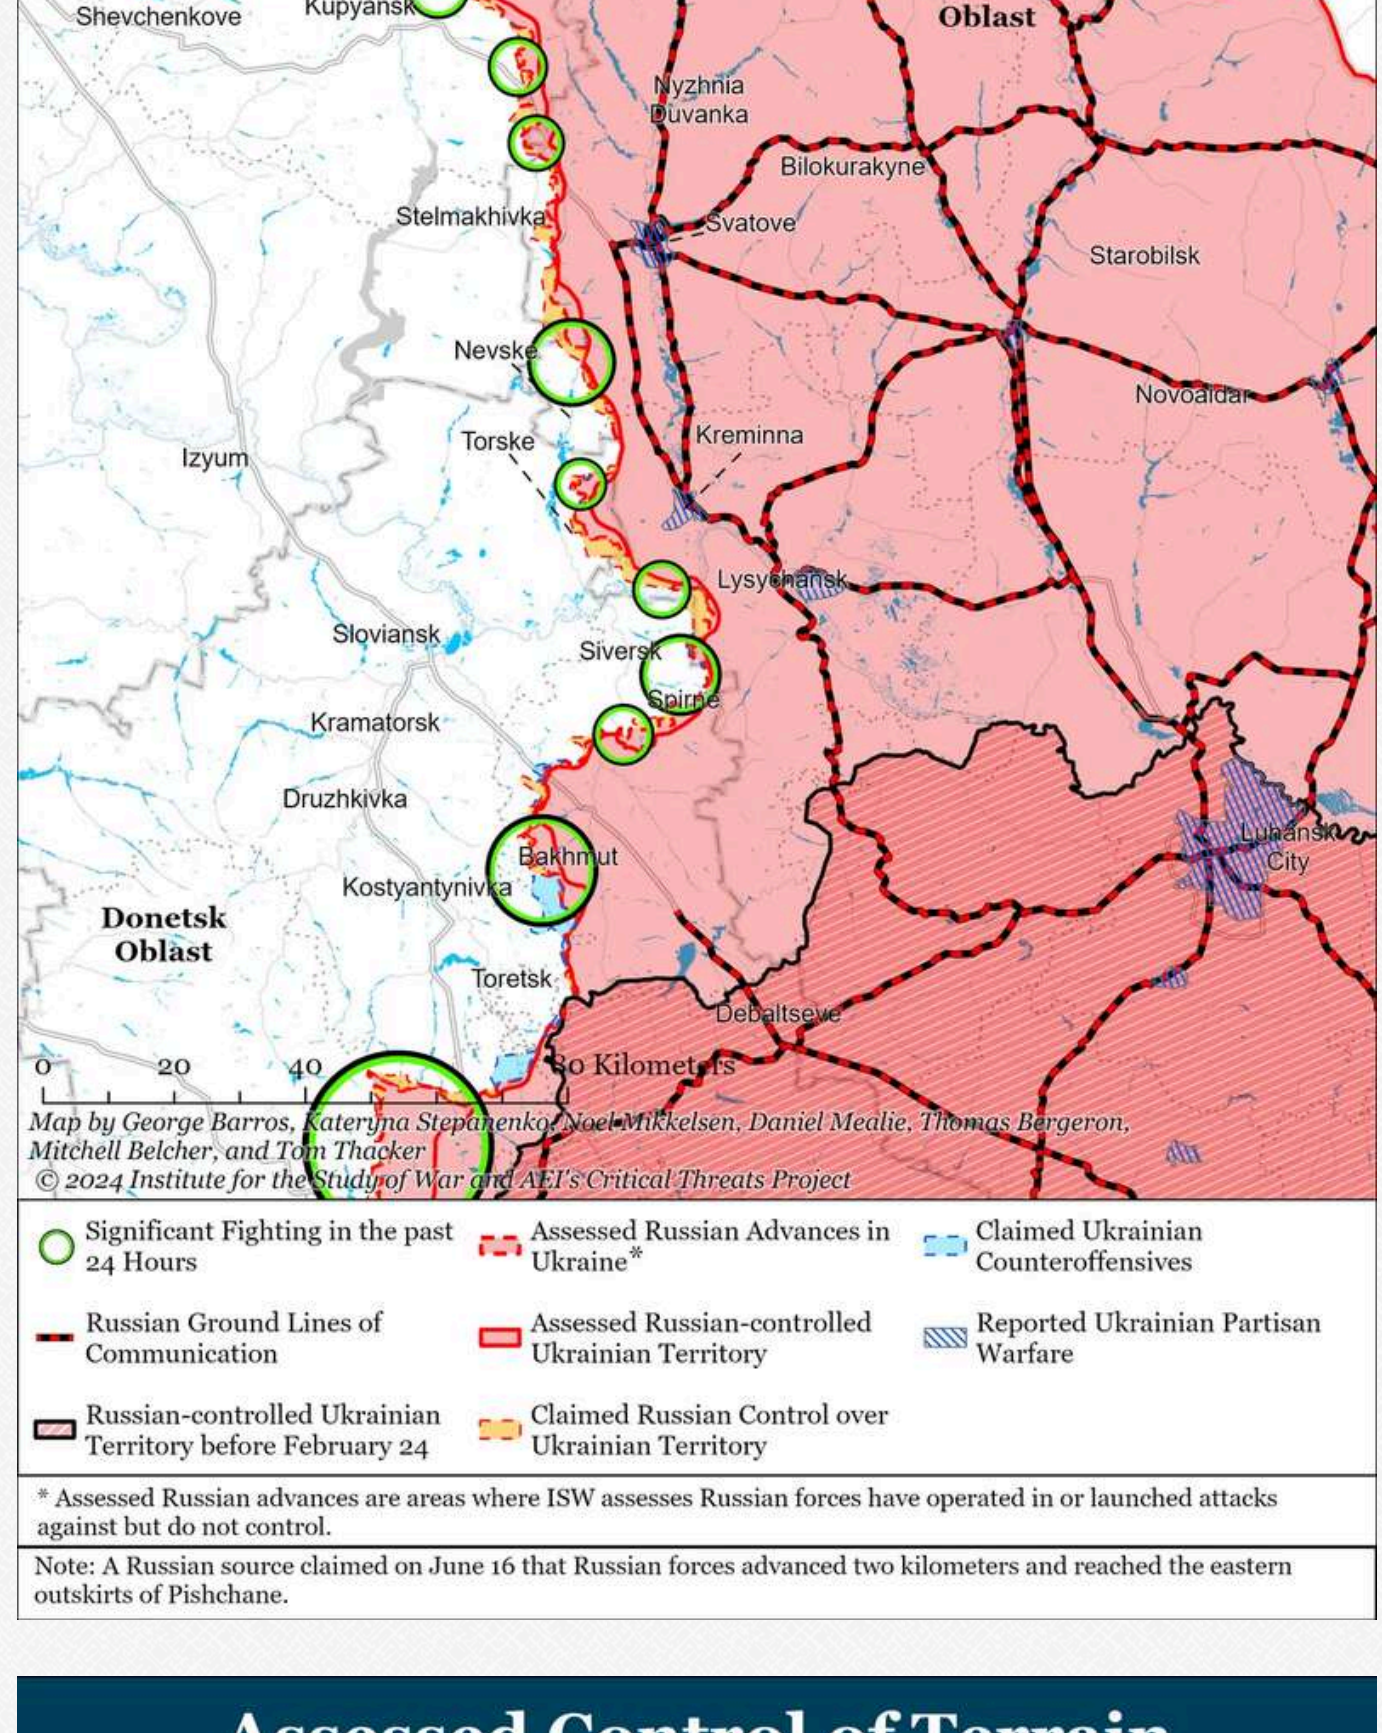 Shevchenkove
Kupyansk
Oblast
Nyzhnia
Duvanka
Bilokurakyne
Stelmakhivka
Svatove
Starobilsk
Nevske
Novoaidar
Torske
Kreminna
Izyum
Lysychansk
Sloviansk
Siversk
Spirne
Kramatorsk
Druzhkivka
Luhansk
City
Bakhmut
Kostyantynivka
Donetsk
Oblast
Toretsk
Debaltseve
0 20 40 80 Kilometers
Map by George Barros, Kateryna Stepanenko, Noel Mikkelsen, Daniel Mealie, Thomas Bergeron,
Mitchell Belcher, and Tom Thacker
© 2024 Institute for the Study of War and AEI's Critical Threats Project
Significant Fighting in the past
24 Hours
Assessed Russian Advances in
Ukraine*
Claimed Ukrainian
Counteroffensives
Russian Ground Lines of
Communication
Assessed Russian-controlled
Ukrainian Territory
Reported Ukrainian Partisan
Warfare
Russian-controlled Ukrainian
Territory before February 24
Claimed Russian Control over
Ukrainian Territory
* Assessed Russian advances are areas where ISW assesses Russian forces have operated in or launched attacks
against but do not control.
Note: A Russian source claimed on June 16 that Russian forces advanced two kilometers and reached the eastern
outskirts of Pishchane.
Assessed Control of Terrain